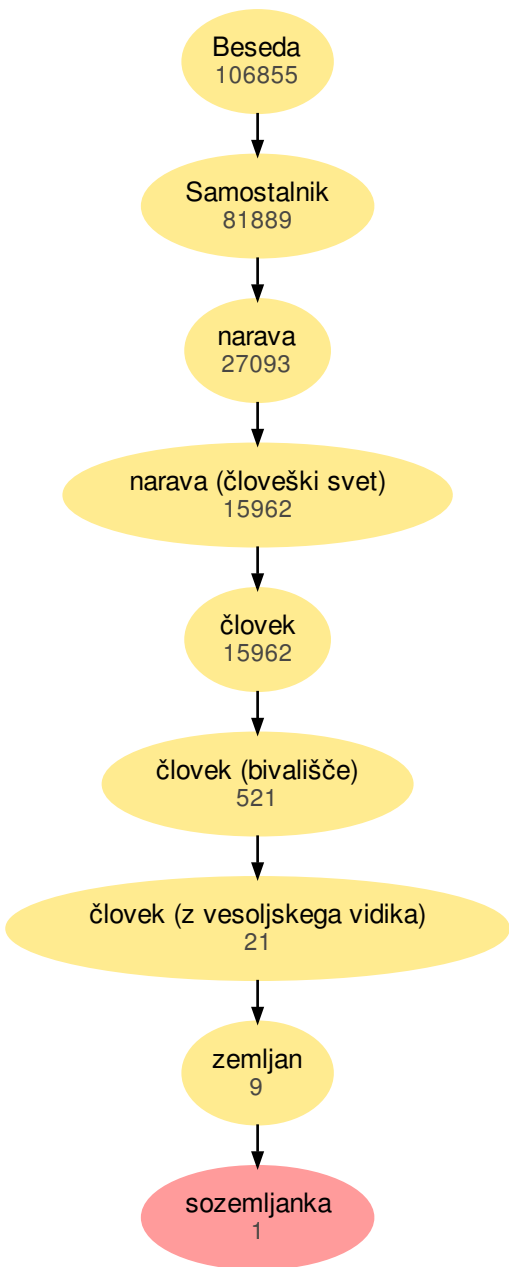 Beseda
106855
Samostalnik
81889
narava
27093
narava (človeški svet)
15962
človek
15962
človek (bivališče)
521
človek (z vesoljskega vidika)
21
zemljan
9
sozemljanka
1